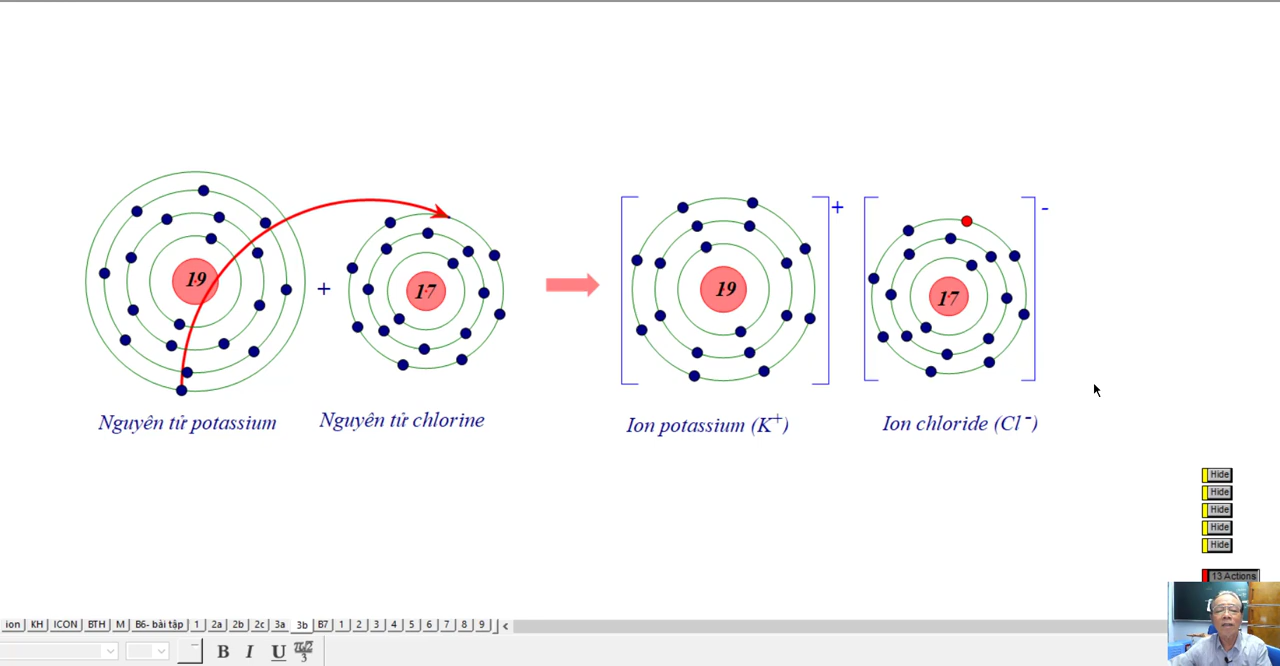 19
+
17
19
+
17
-
Nguyên tử potassium
Nguyên tử chlorine
Ion potassium (K+)
Ion chloride (Cl-)
Hide
Hide
Hide
Hide
Hide
13 Actions
ion KH ICON BTH M B6- bài tập 1 2a 2b 2c 3a 3b B7 1 2 3 4 5 6 7 8 9
B I U